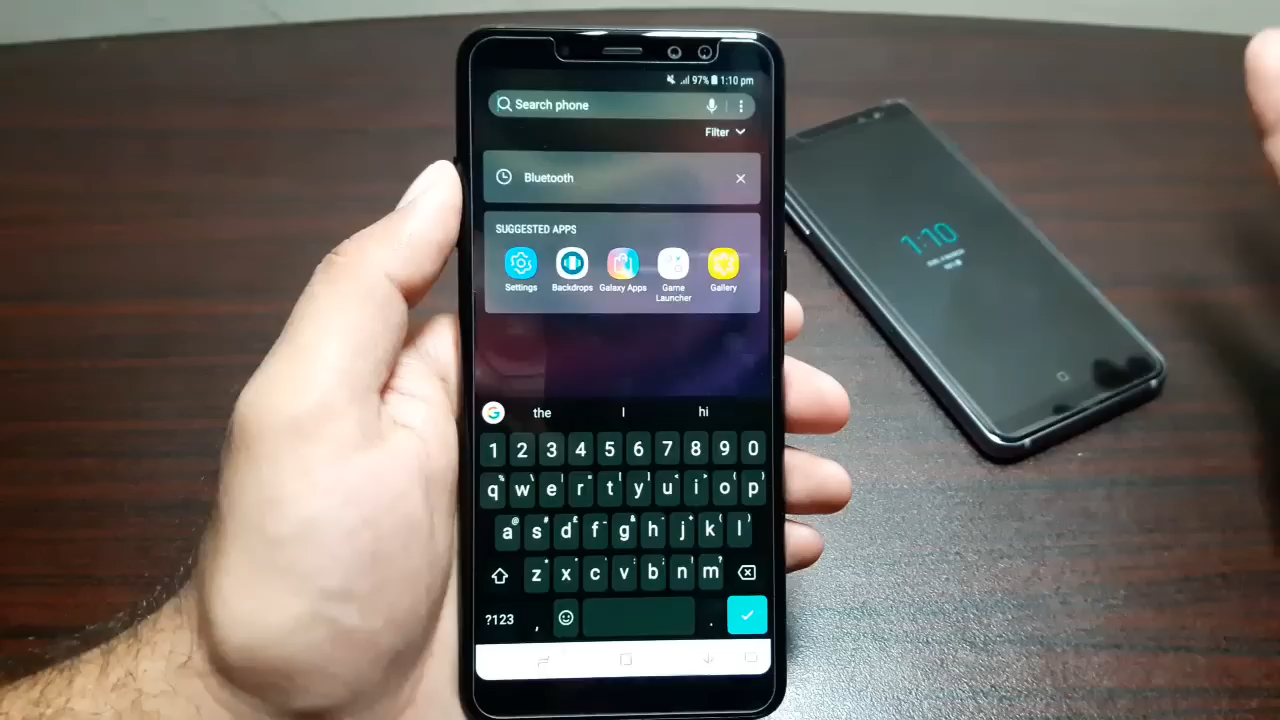 97% 1:10 pm
Search phone
Filter
Bluetooth
SUGGESTED APPS
Settings Backdrops Galaxy Apps Game Launcher Gallery
1:10
G the I hi
1 2 3 4 5 6 7 8 9 0
q w e r t y u i o p
a s d f g h j k l
z x c v b n m
?123 , .